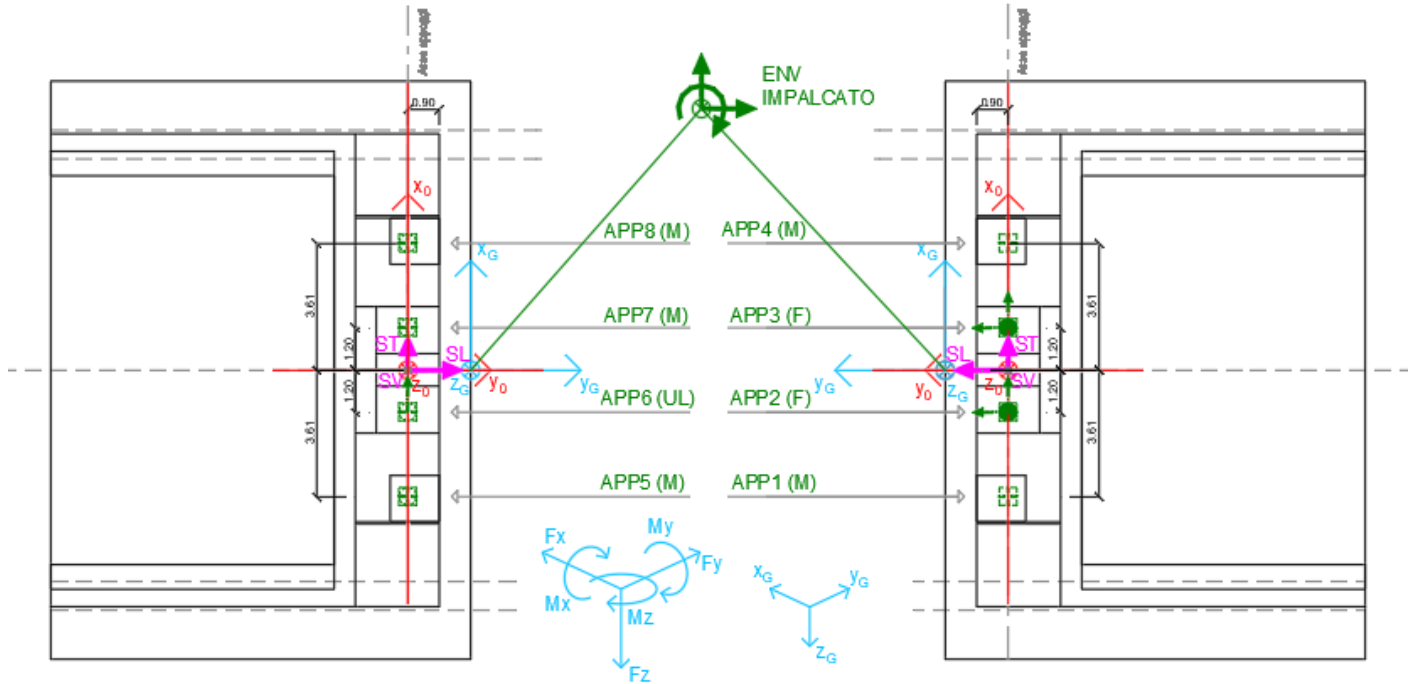 Asse appoggi
Asse appoggi
ENV
IMPALCATO
0.90
0.90
x0
x0
APP8 (M)
APP4 (M)
xG
xG
3.61
3.61
APP7 (M)
APP3 (F)
1.20
1.20
ST
SL
SL
ST
SV
z0
zG
y0
yG
yG
y0
zG
z0
SV
1.20
1.20
APP6 (UL)
APP2 (F)
3.61
3.61
APP5 (M)
APP1 (M)
Fx
My
Fy
Mx
Mz
Fz
xG
yG
zG